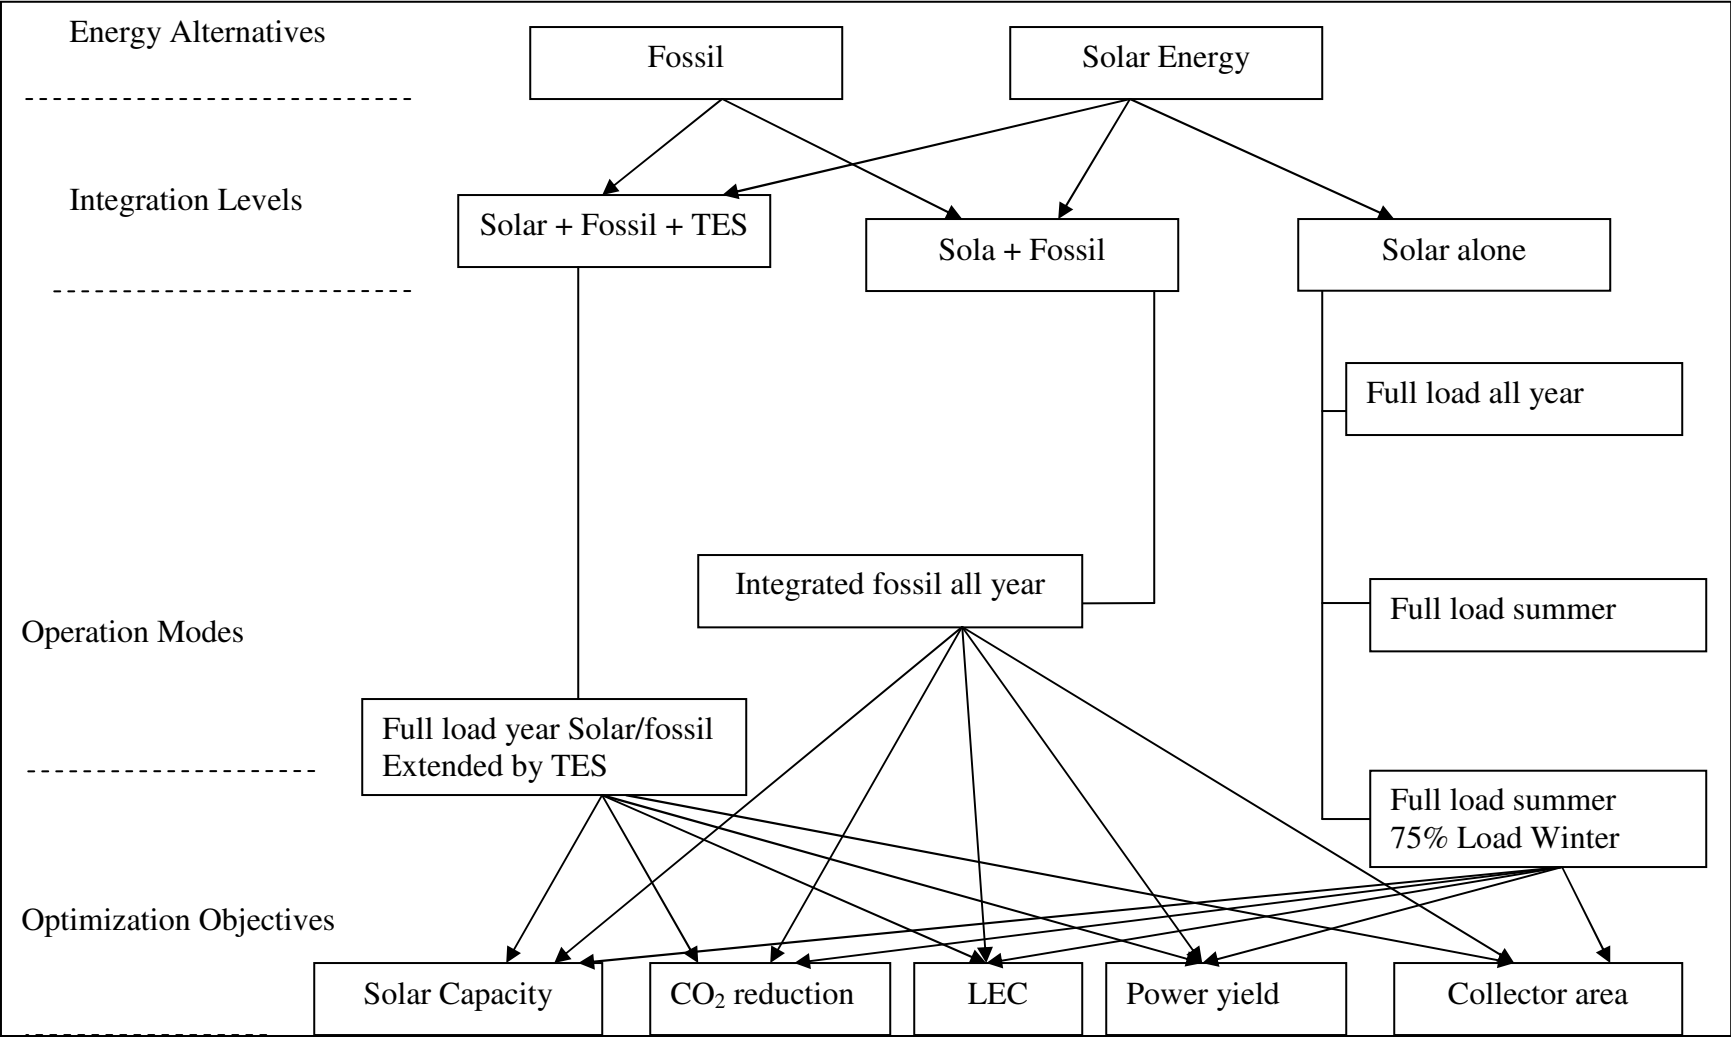 Energy Alternatives
Fossil
Solar Energy
Integration Levels
Solar + Fossil + TES
Sola + Fossil
Solar alone
Full load all year
Integrated fossil all year
Full load summer
Operation Modes
Full load year Solar/fossil
Extended by TES
Full load summer
75% Load Winter
Optimization Objectives
Solar Capacity
CO₂ reduction
LEC
Power yield
Collector area